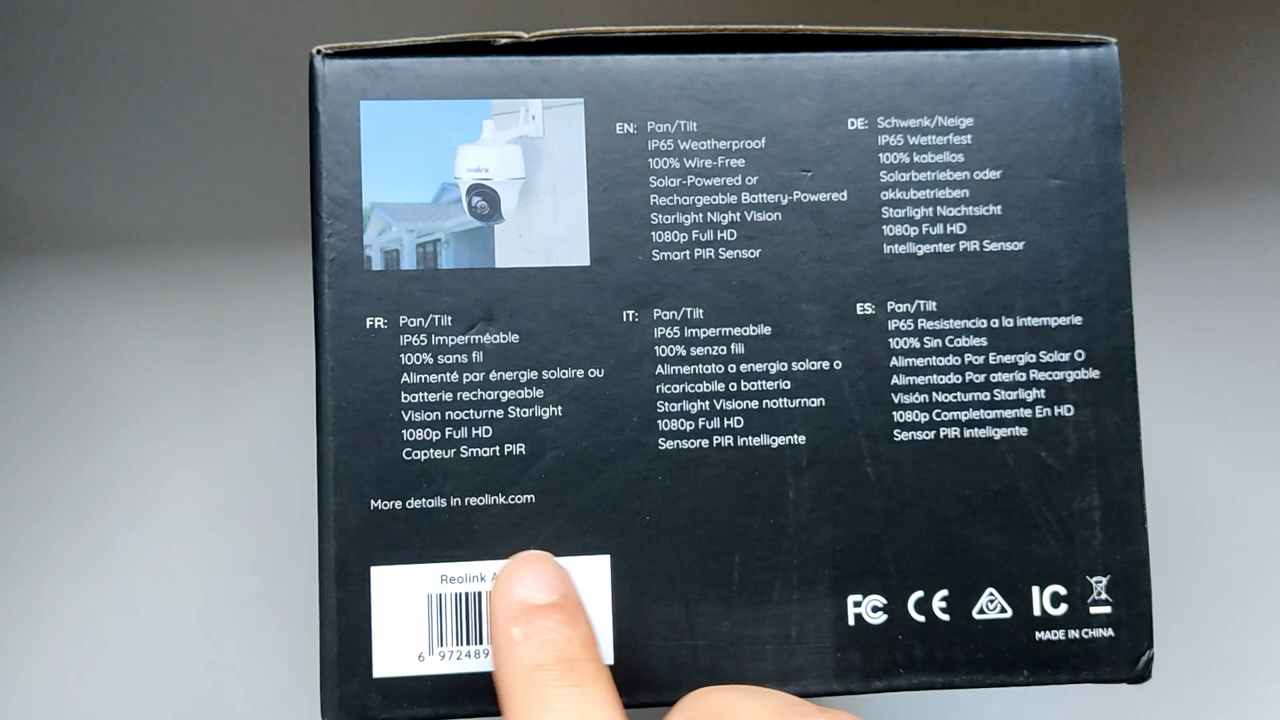 reolink
EN: Pan/Tilt
IP65 Weatherproof
100% Wire-Free
Solar-Powered or
Rechargeable Battery-Powered
Starlight Night Vision
1080p Full HD
Smart PIR Sensor
DE: Schwenk/Neige
IP65 Wetterfest
100% kabellos
Solarbetrieben oder
akkubetrieben
Starlight Nachtsicht
1080p Full HD
Intelligenter PIR Sensor
FR: Pan/Tilt
IP65 Imperméable
100% sans fil
Alimenté par énergie solaire ou
batterie rechargeable
Vision nocturne Starlight
1080p Full HD
Capteur Smart PIR
IT: Pan/Tilt
IP65 Impermeabile
100% senza fili
Alimentato a energia solare o
ricaricabile a batteria
Starlight Visione notturnan
1080p Full HD
Sensore PIR intelligente
ES: Pan/Tilt
IP65 Resistencia a la intemperie
100% Sin Cables
Alimentado Por Energía Solar O
Alimentado Por atería Recargable
Visión Nocturna Starlight
1080p Completamente En HD
Sensor PIR inteligente
More details in reolink.com
Reolink
6 972489
FC CE IC
MADE IN CHINA